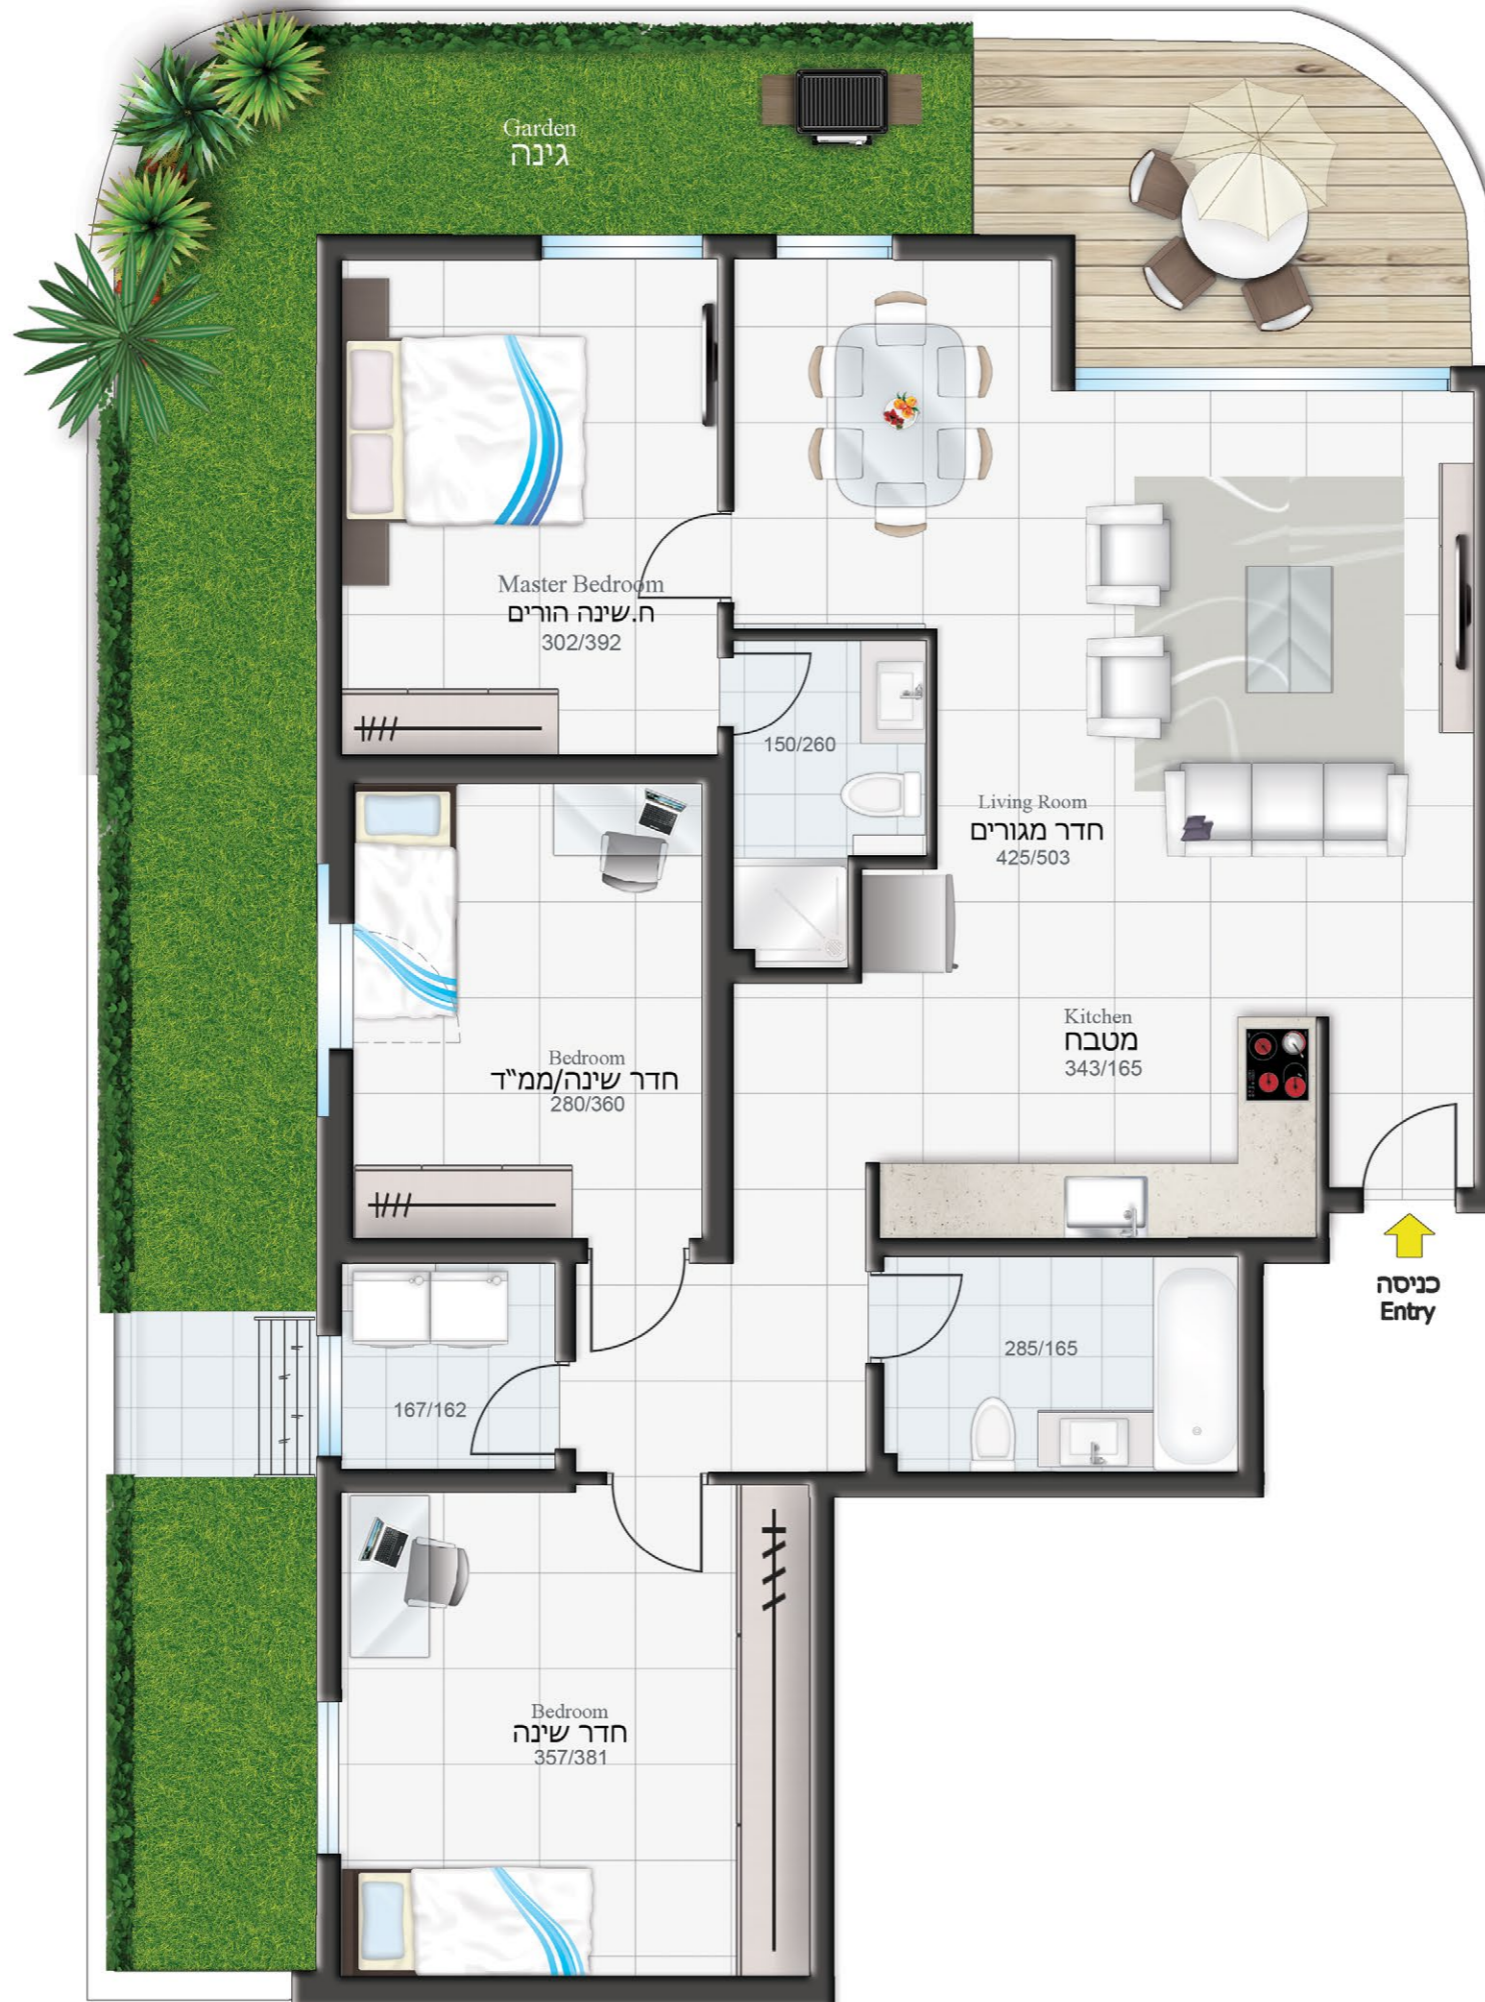 Garden
גינה
Master Bedroom
ח.שינה הורים
302/392
150/260
Living Room
חדר מגורים
425/503
Kitchen
מטבח
343/165
Bedroom
חדר שינה/ממ"ד
280/360
כניסה
Entry
285/165
167/162
Bedroom
חדר שינה
357/381